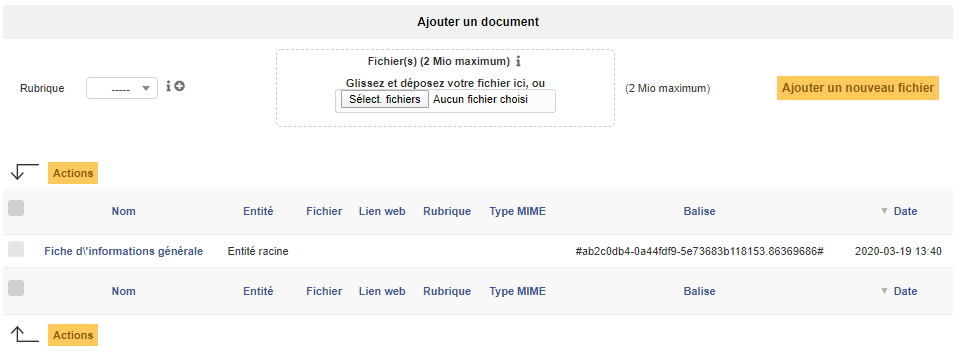 Ajouter un document
Fichier(s) (2 Mio maximum)
Rubrique
-----
Glissez et déposez votre fichier ici, ou
Sélect. fichiers Aucun fichier choisi
(2 Mio maximum)
Ajouter un nouveau fichier
Actions
Nom Entité Fichier Lien web Rubrique Type MIME Balise Date
Fiche d\'informations générale Entité racine #ab2c0db4-0a44fdf9-5e73683b118153.86369686# 2020-03-19 13:40
Nom Entité Fichier Lien web Rubrique Type MIME Balise Date
Actions